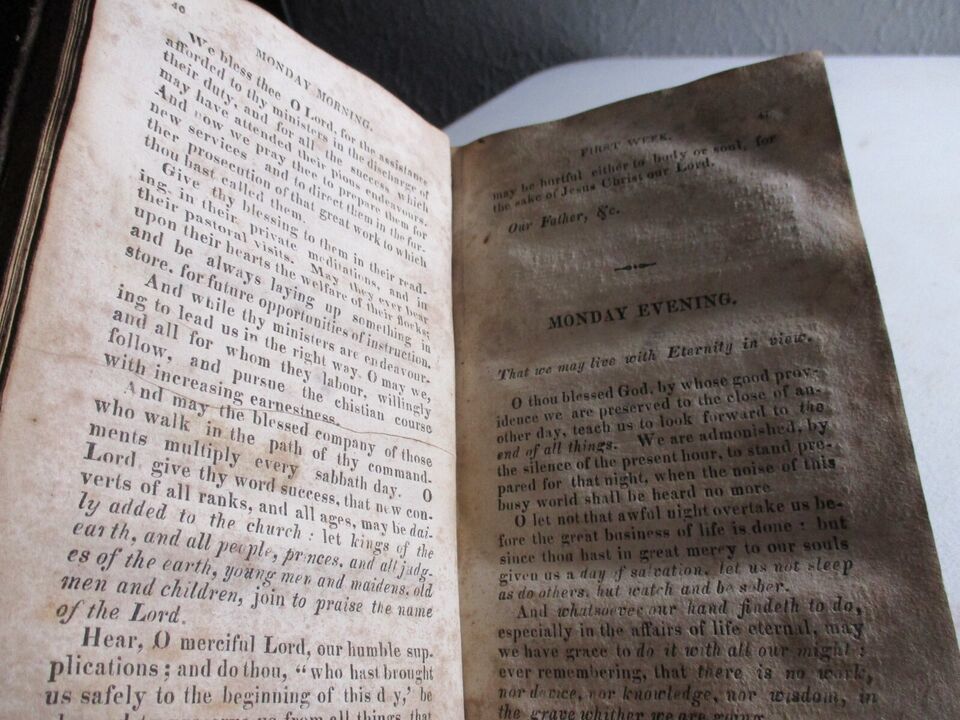 40
MONDAY MORNING.
We bless thee O Lord, for the assistance
afforded to thy ministers in the discharge of
their duty, and for all the success which
may have attended their pious endeavours.
And now we pray thee to prepare them for
new services and to direct them in the fur-
ther prosecution of that great work to which
thou hast called them.
Give thy blessing to them in their read-
ing, in their private meditations, and in
their pastoral visits. May they ever bear
upon their hearts the welfare of their flocks;
and be always laying up something in
store, for future opportunities of instruction.
And while thy ministers are endeavour-
ing to lead us in the right way. O may we,
and all for whom they labour, willingly
follow, and pursue the chistian course
with increasing earnestness.
And may the blessed company of those
who walk in the path of thy command-
ments multiply every sabbath day. O
Lord give thy word success, that new con-
verts of all ranks, and all ages, may be dai-
ly added to the church: let kings of the
earth, and all people, princes, and all judg-
es of the earth, young men and maidens, old
men and children, join to praise the name
of the Lord.
Hear, O merciful Lord, our humble sup-
plications; and do thou, "who hast brought
us safely to the beginning of this d y,' be
from all things that
41
FIRST WEEK.
may be hurtful either to body or soul, for
the sake of Jesus Christ our Lord.
Our Father, &c.
MONDAY EVENING.
That we may live with Eternity in view.
O thou blessed God, by whose good prov-
idence we are preserved to the close of an-
other day, teach us to look forward to the
end of all things. We are admonished, by
the silence of the present hour, to stand pre-
pared for that night, when the noise of this
busy world shall be heard no more
O let not that awful night overtake us be-
fore the great business of life is done: but
since thou hast in great mercy to our souls
given us a day of salvation, let us not sleep
as do others, but watch and be sober.
And whatsoever our hand findeth to do,
especially in the affairs of life eternal, may
we have grace to do it with all our might:
ever remembering, that there is no work,
nor device, nor knowledge, nor wisdom, in
the grave whither we are going.